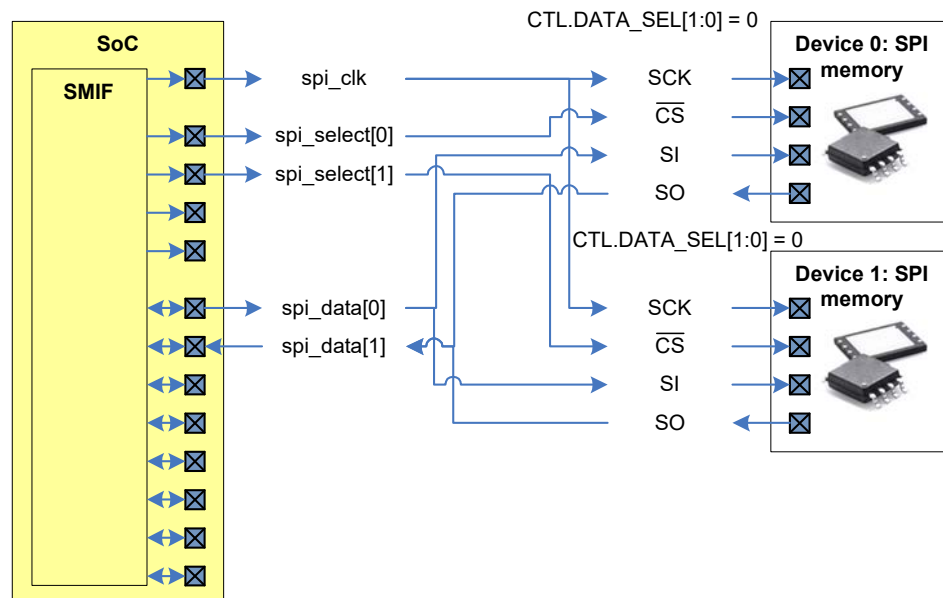 CTL.DATA_SEL[1:0] = 0
SoC
SMIF
Device 0: SPI
memory
spi_clk
SCK
spi_select[0]
CS
spi_select[1]
SI
SO
CTL.DATA_SEL[1:0] = 0
Device 1: SPI
memory
spi_data[0]
SCK
spi_data[1]
CS
SI
SO